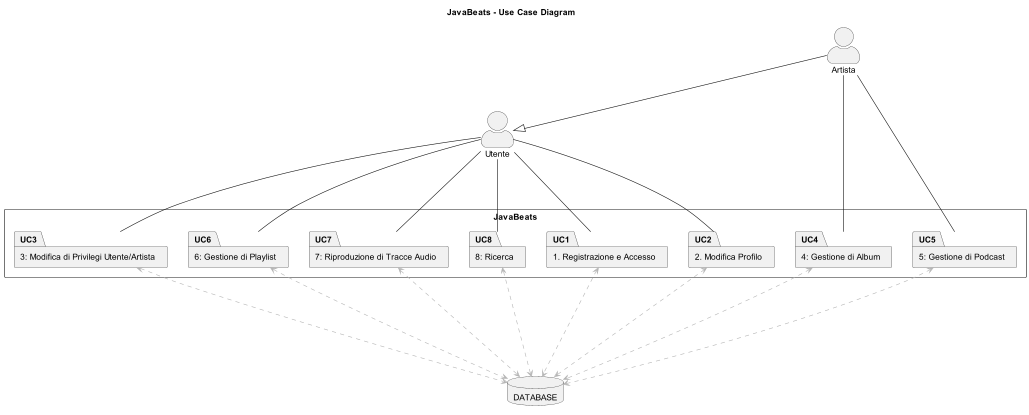 JavaBeats - Use Case Diagram
Artista
Utente
JavaBeats
UC3
3: Modifica di Privilegi Utente/Artista
UC6
6: Gestione di Playlist
UC7
7: Riproduzione di Tracce Audio
UC8
8: Ricerca
UC1
1. Registrazione e Accesso
UC2
2. Modifica Profilo
UC4
4: Gestione di Album
UC5
5: Gestione di Podcast
DATABASE